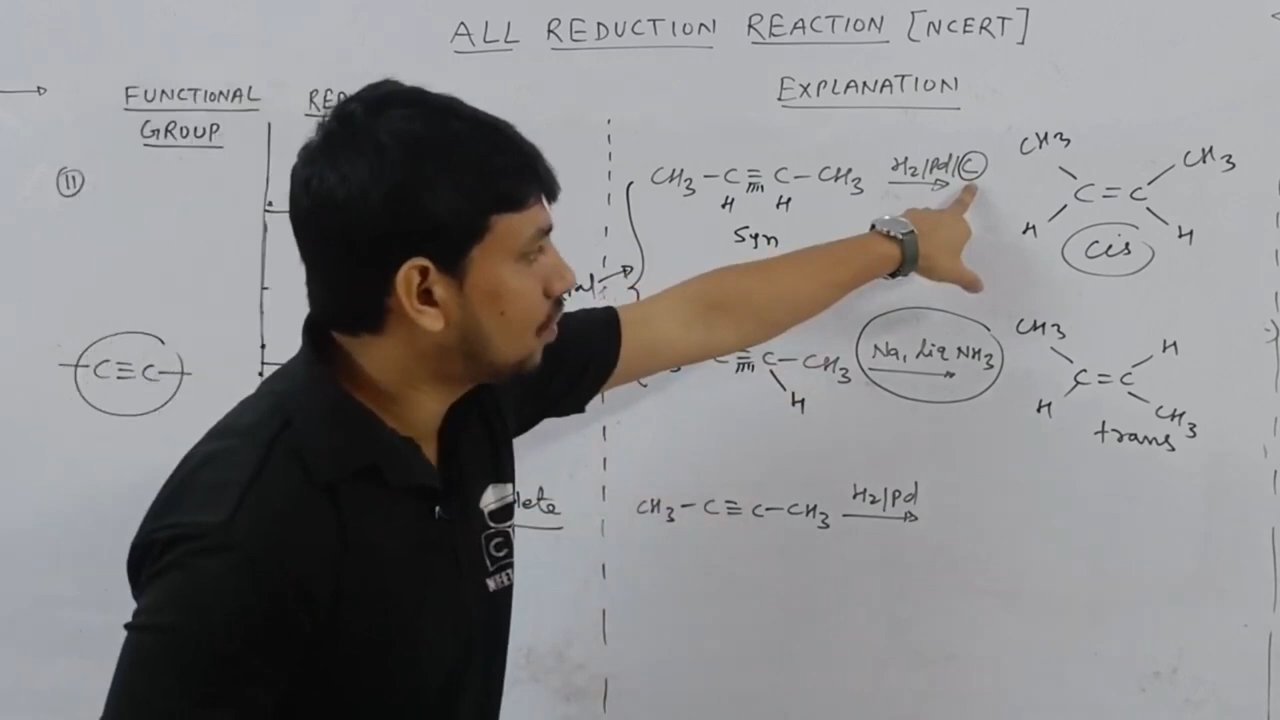 ALL REDUCTION REACTION [NCERT]
FUNCTIONAL
GROUP
EXPLANATION
11
CH3-C≡C-CH3
H H
Syn
H2/Pd/C
CH3 CH3
C=C
H H
cis
-C≡C-
C≡C-CH3
H
Na, liq NH3
CH3 H
C=C
H CH3
trans
CH3-C≡C-CH3
H2/Pd
C
NEET